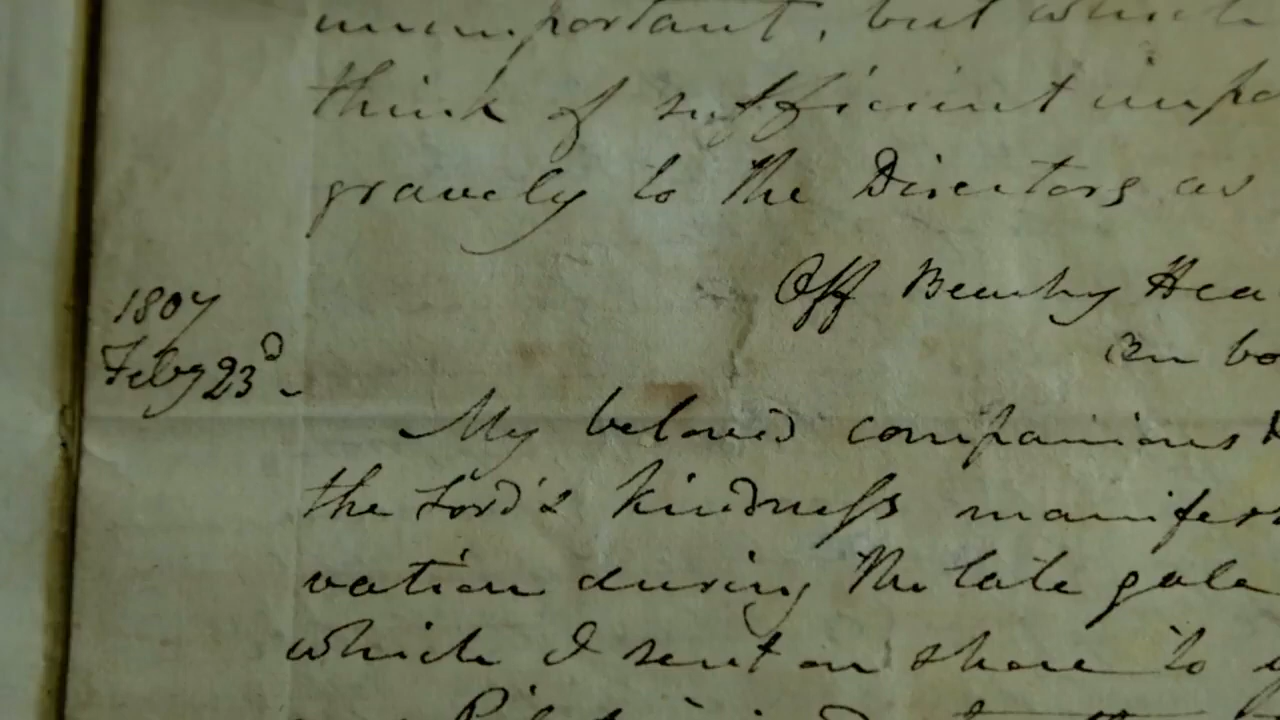 unimportant, but which
think of sufficient impo
gravely to the Directors as
Off Beachy Hea
1807
Feby 23d
On bo
My beloved companions
the Lord's kindness manifes
vation during the late gale
which I sent on shore to y